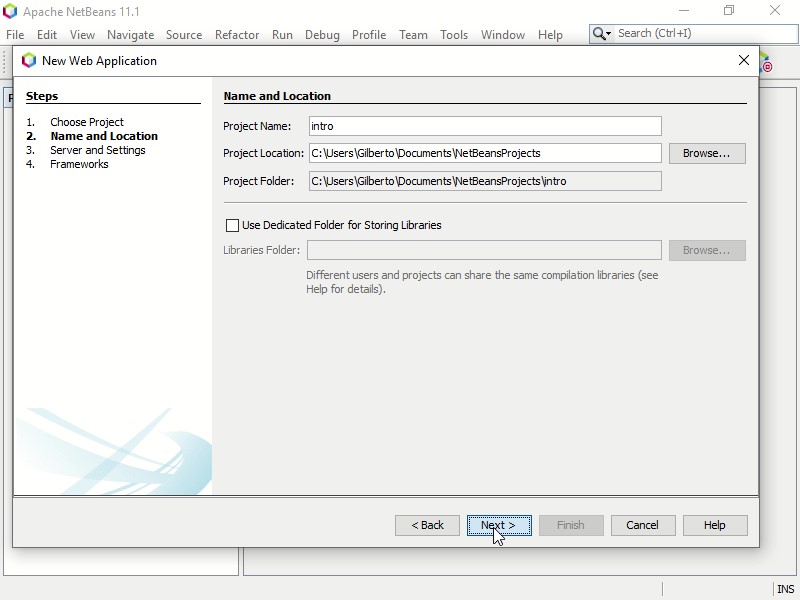 Apache NetBeans 11.1
File Edit View Navigate Source Refactor Run Debug Profile Team Tools Window Help
Search (Ctrl+I)
New Web Application
Steps
1. Choose Project
2. Name and Location
3. Server and Settings
4. Frameworks
Name and Location
Project Name: intro
Project Location: C:\Users\Gilberto\Documents\NetBeansProjects Browse...
Project Folder: C:\Users\Gilberto\Documents\NetBeansProjects\intro
Use Dedicated Folder for Storing Libraries
Libraries Folder: Browse...
Different users and projects can share the same compilation libraries (see
Help for details).
< Back Next > Finish Cancel Help
INS